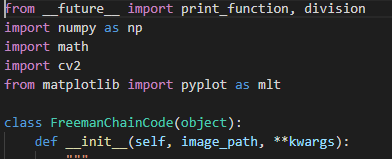 from __future__ import print_function, division
import numpy as np
import math
import cv2
from matplotlib import pyplot as mlt
class FreemanChainCode(object):
def __init__(self, image_path, **kwargs):
"""